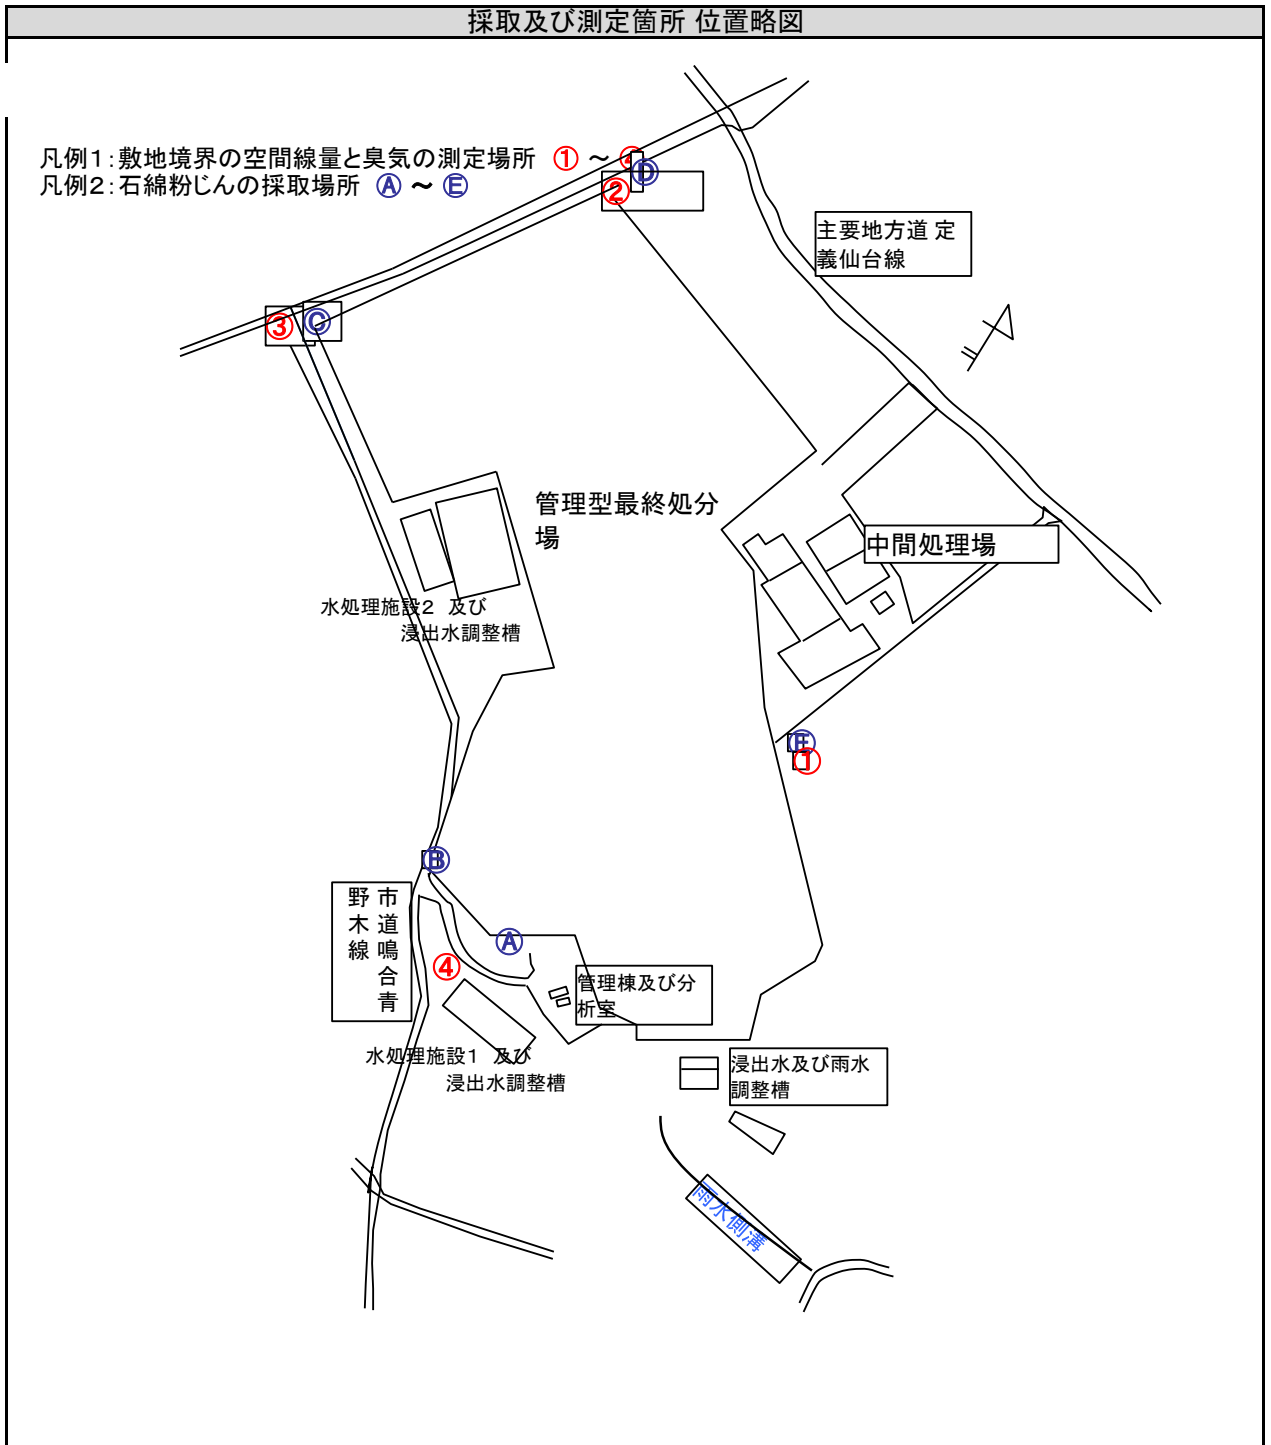 採取及び測定箇所 位置略図
凡例1：敷地境界の空間線量と臭気の測定場所 ① ～ ④
凡例2：石綿粉じんの採取場所 Ⓐ ～ Ⓔ
Ⓓ
②
主要地方道 定
義仙台線
③
Ⓒ
管理型最終処分
場
中間処理場
水処理施設2 及び
浸出水調整槽
Ⓔ
①
Ⓑ
市道鳴合青
野木線
Ⓐ
④
管理棟及び分
析室
水処理施設1 及び
浸出水調整槽
浸出水及び雨水
調整槽
雨水側溝